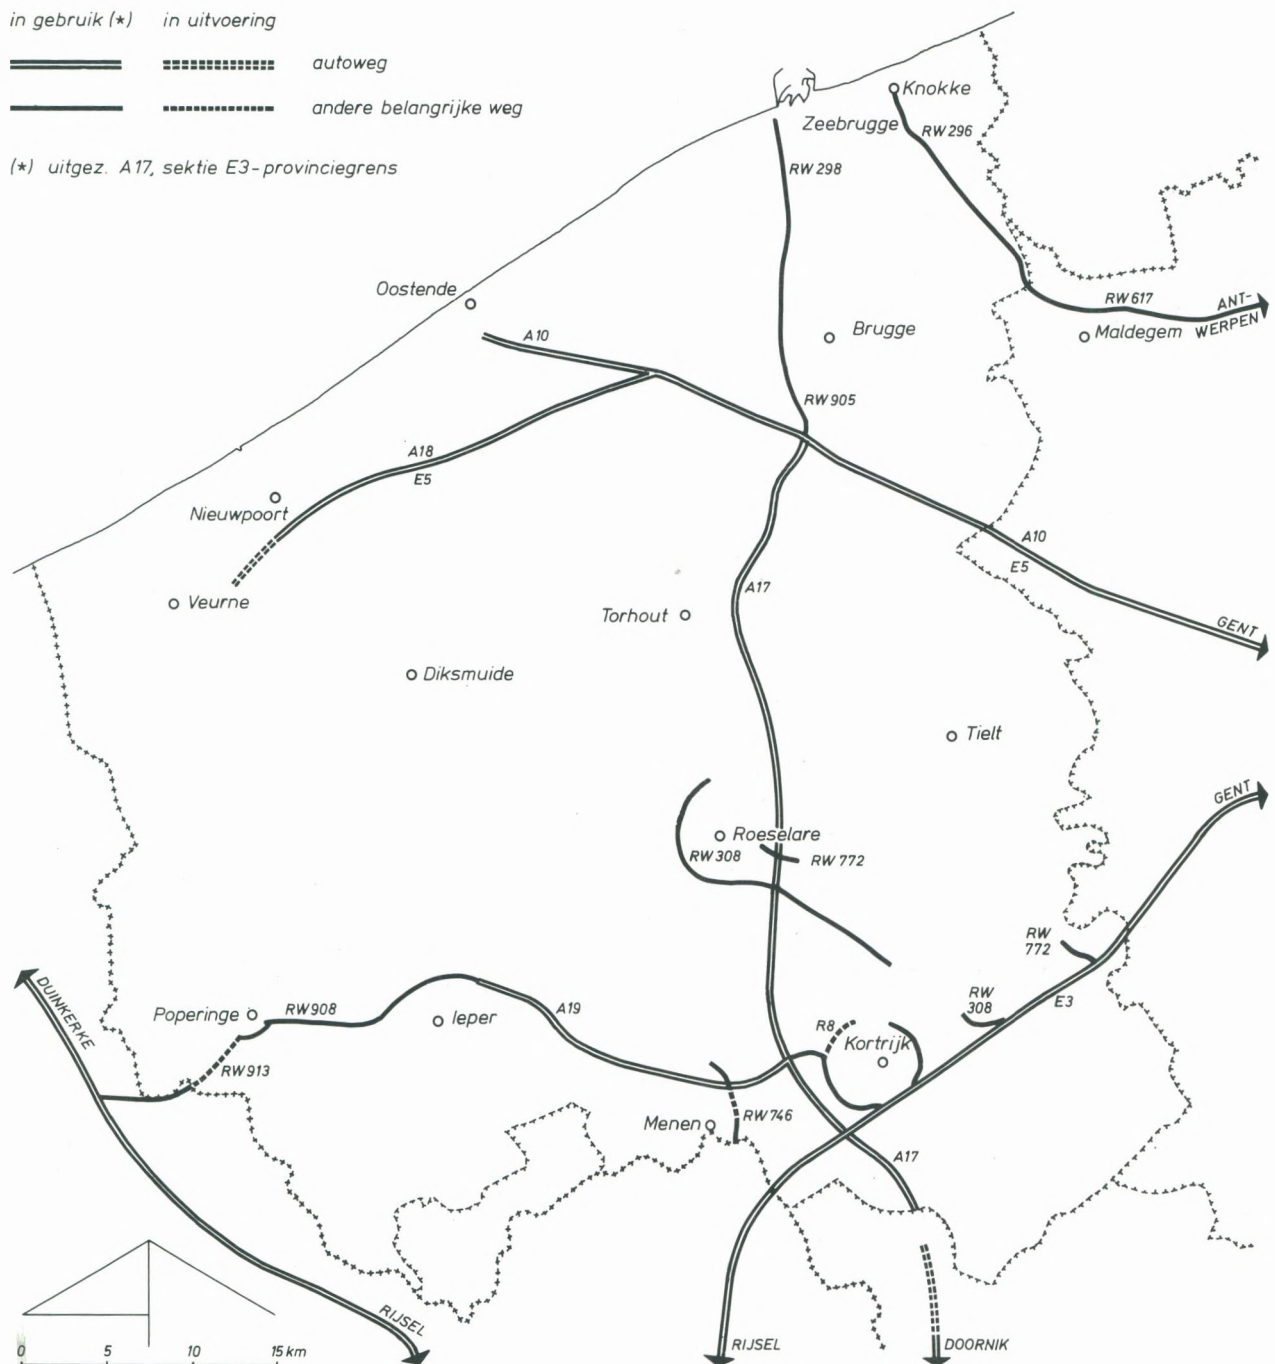 in gebruik (*) in uitvoering
autoweg
andere belangrijke weg
(*) uitgez. A17, sektie E3-provinciegrens
Knokke
Zeebrugge
RW 296
RW 298
Oostende
RW 617
ANT-
WERPEN
A10
Brugge
Maldegem
RW 905
A18
E5
Nieuwpoort
A10
E5
A17
Veurne
Torhout
GENT
Diksmuide
Tielt
GENT
Roeselare
RW 308
RW 772
RW
772
RW
308
E3
DUINKERKE
Poperinge
RW 908
Ieper
A19
R8
Kortrijk
RW 913
Menen
RW 746
A17
RIJSEL
RIJSEL
DOORNIK
0 5 10 15 km